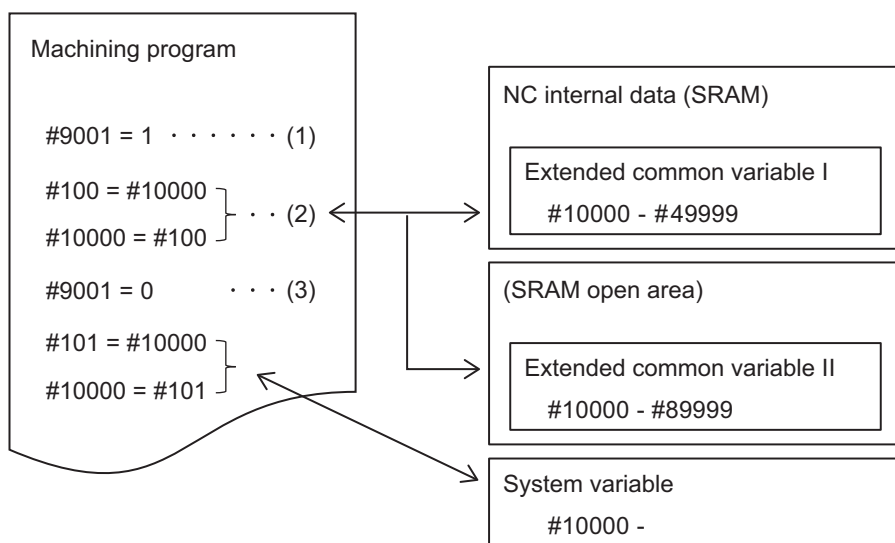 Machining program
#9001 = 1 ・・・・・・ (1)
#100 = #10000
・・ (2)
#10000 = #100
#9001 = 0 ・・・ (3)
#101 = #10000
#10000 = #101
NC internal data (SRAM)
Extended common variable I
#10000 - #49999
(SRAM open area)
Extended common variable II
#10000 - #89999
System variable
#10000 -